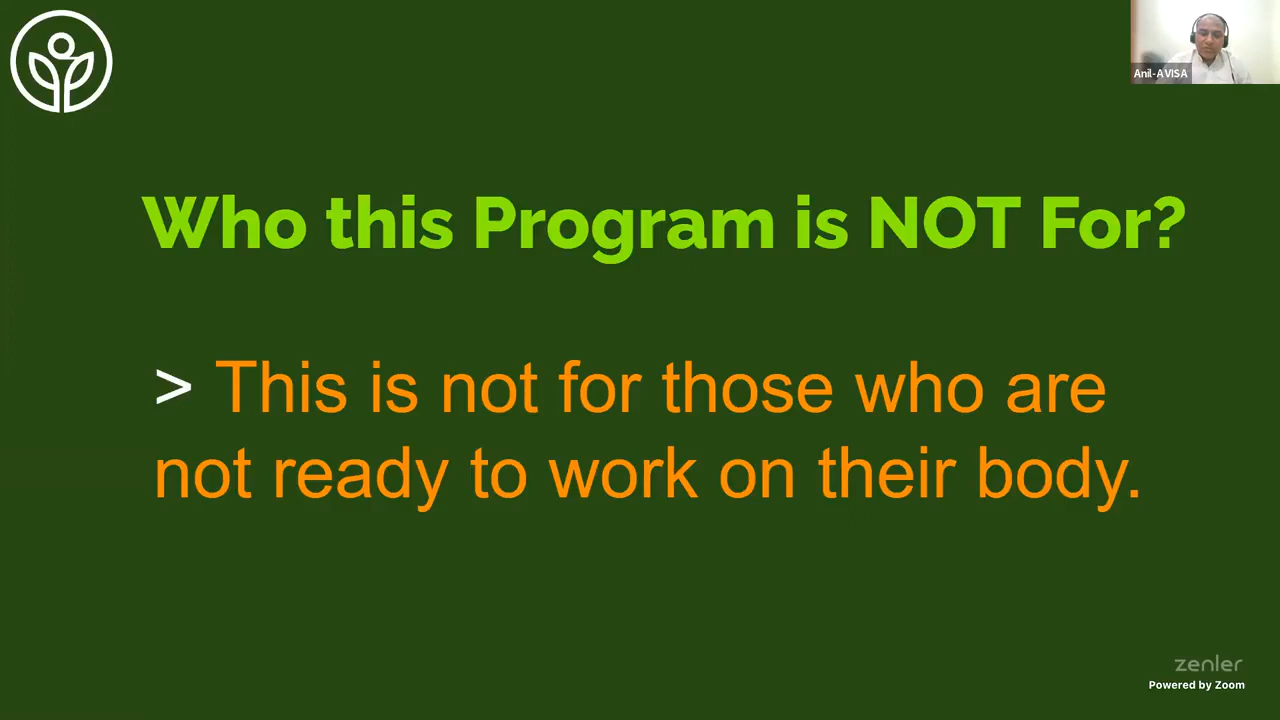 Anil-AVISA
Who this Program is NOT For?
> This is not for those who are
not ready to work on their body.
zenler
Powered by Zoom